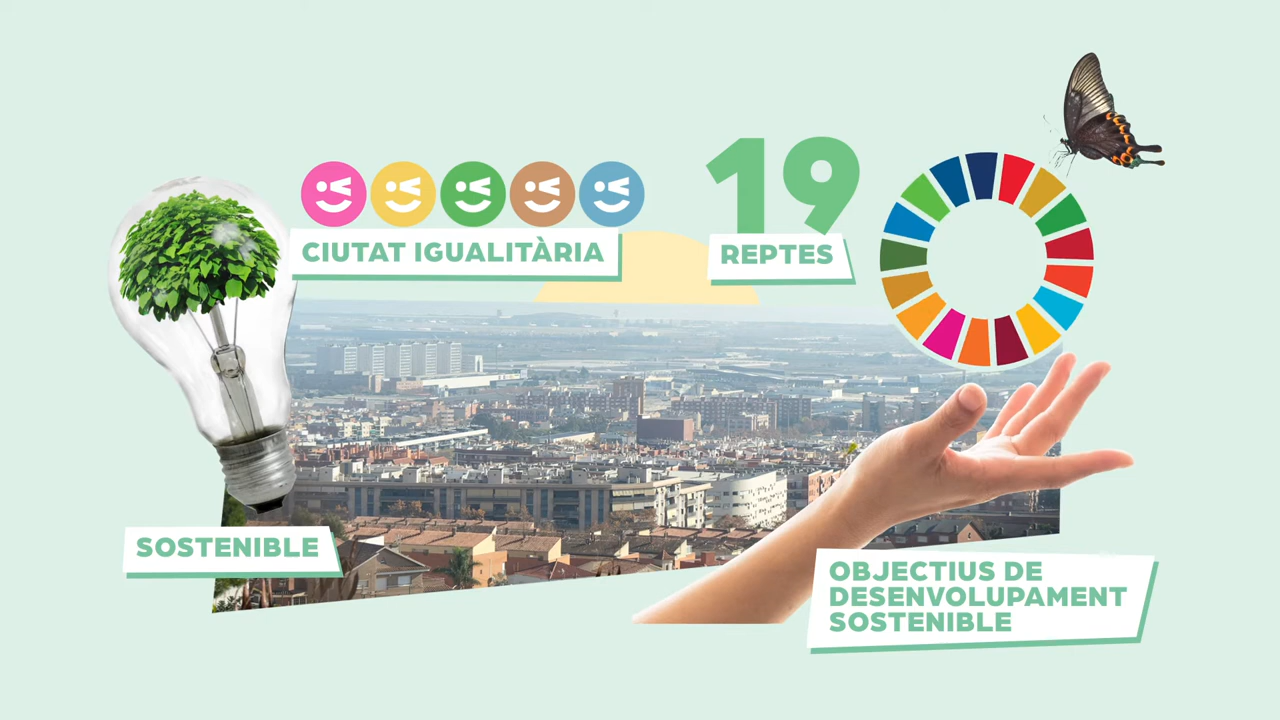 19
CIUTAT IGUALITÀRIA
REPTES
SOSTENIBLE
OBJECTIUS DE
DESENVOLUPAMENT
SOSTENIBLE